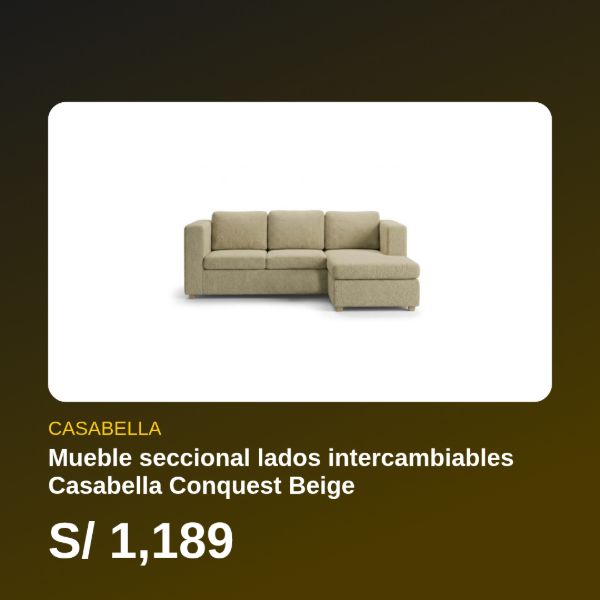 CASABELLA
Mueble seccional lados intercambiables
Casabella Conquest Beige
S/ 1,189